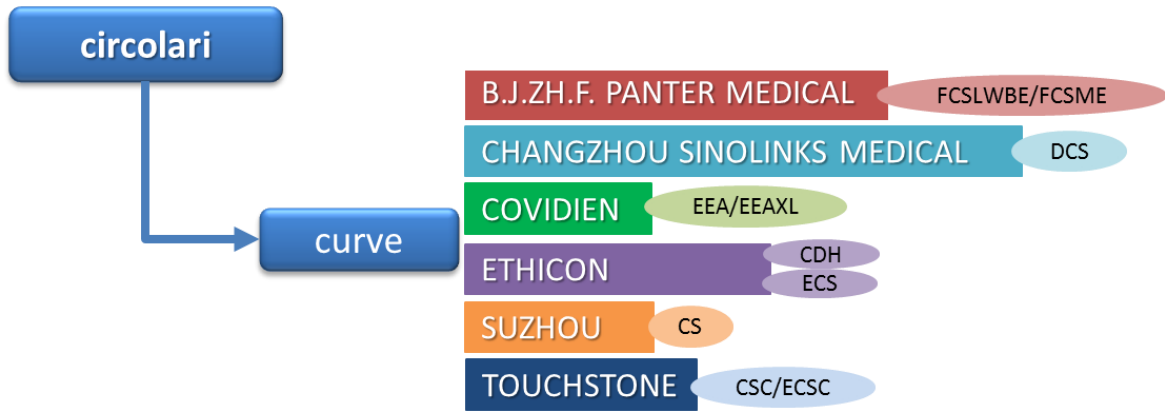 circolari
B.J.ZH.F. PANTER MEDICAL
FCSLWBE/FCSME
CHANGZHOU SINOLINKS MEDICAL
DCS
COVIDIEN
EEA/EEAXL
curve
ETHICON
CDH
ECS
SUZHOU
CS
TOUCHSTONE
CSC/ECSC